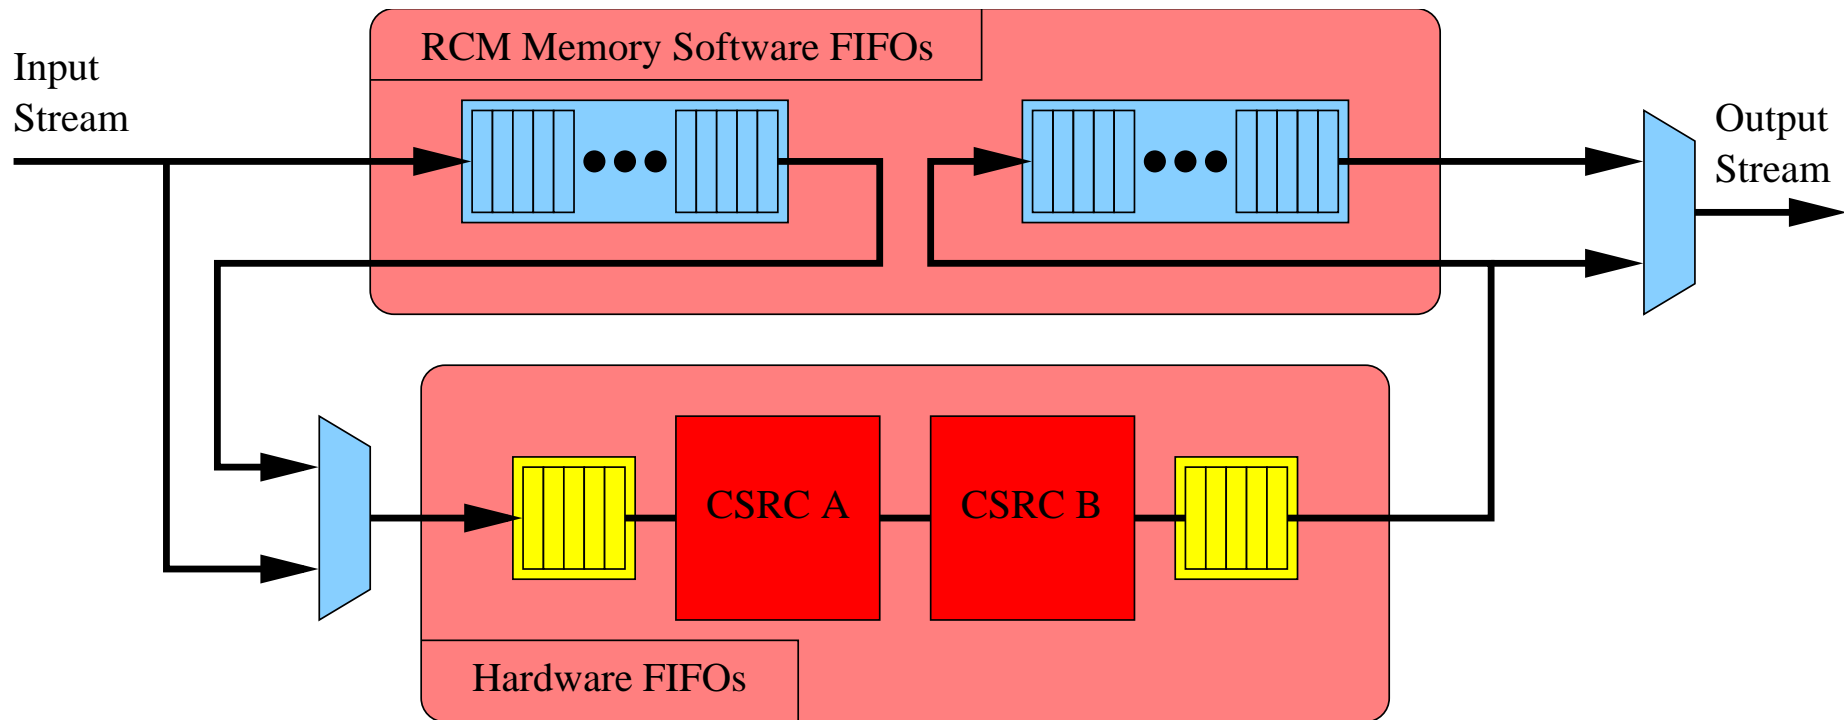 RCM Memory Software FIFOs
Input
Stream
Output
Stream
CSRC A
CSRC B
Hardware FIFOs